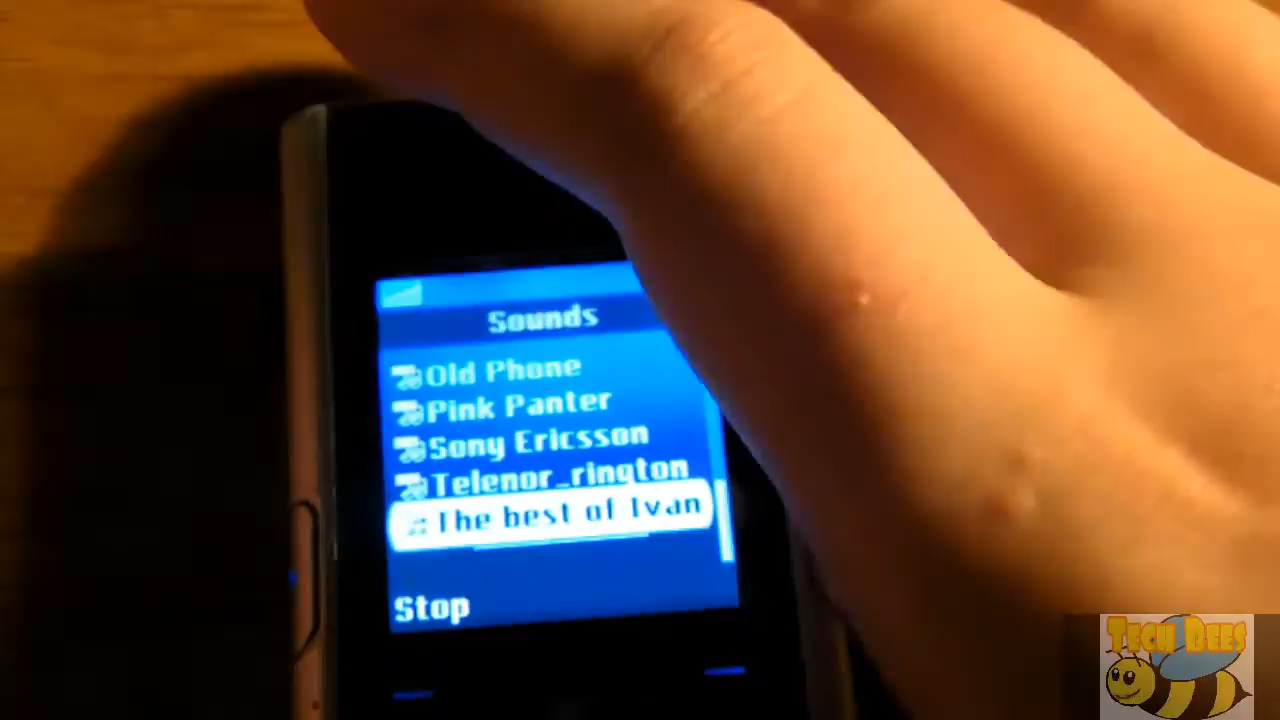 Sounds
Old Phone
Pink Panter
Sony Ericsson
Telenor_rington
The best of Ivan
Stop
TECH BEES